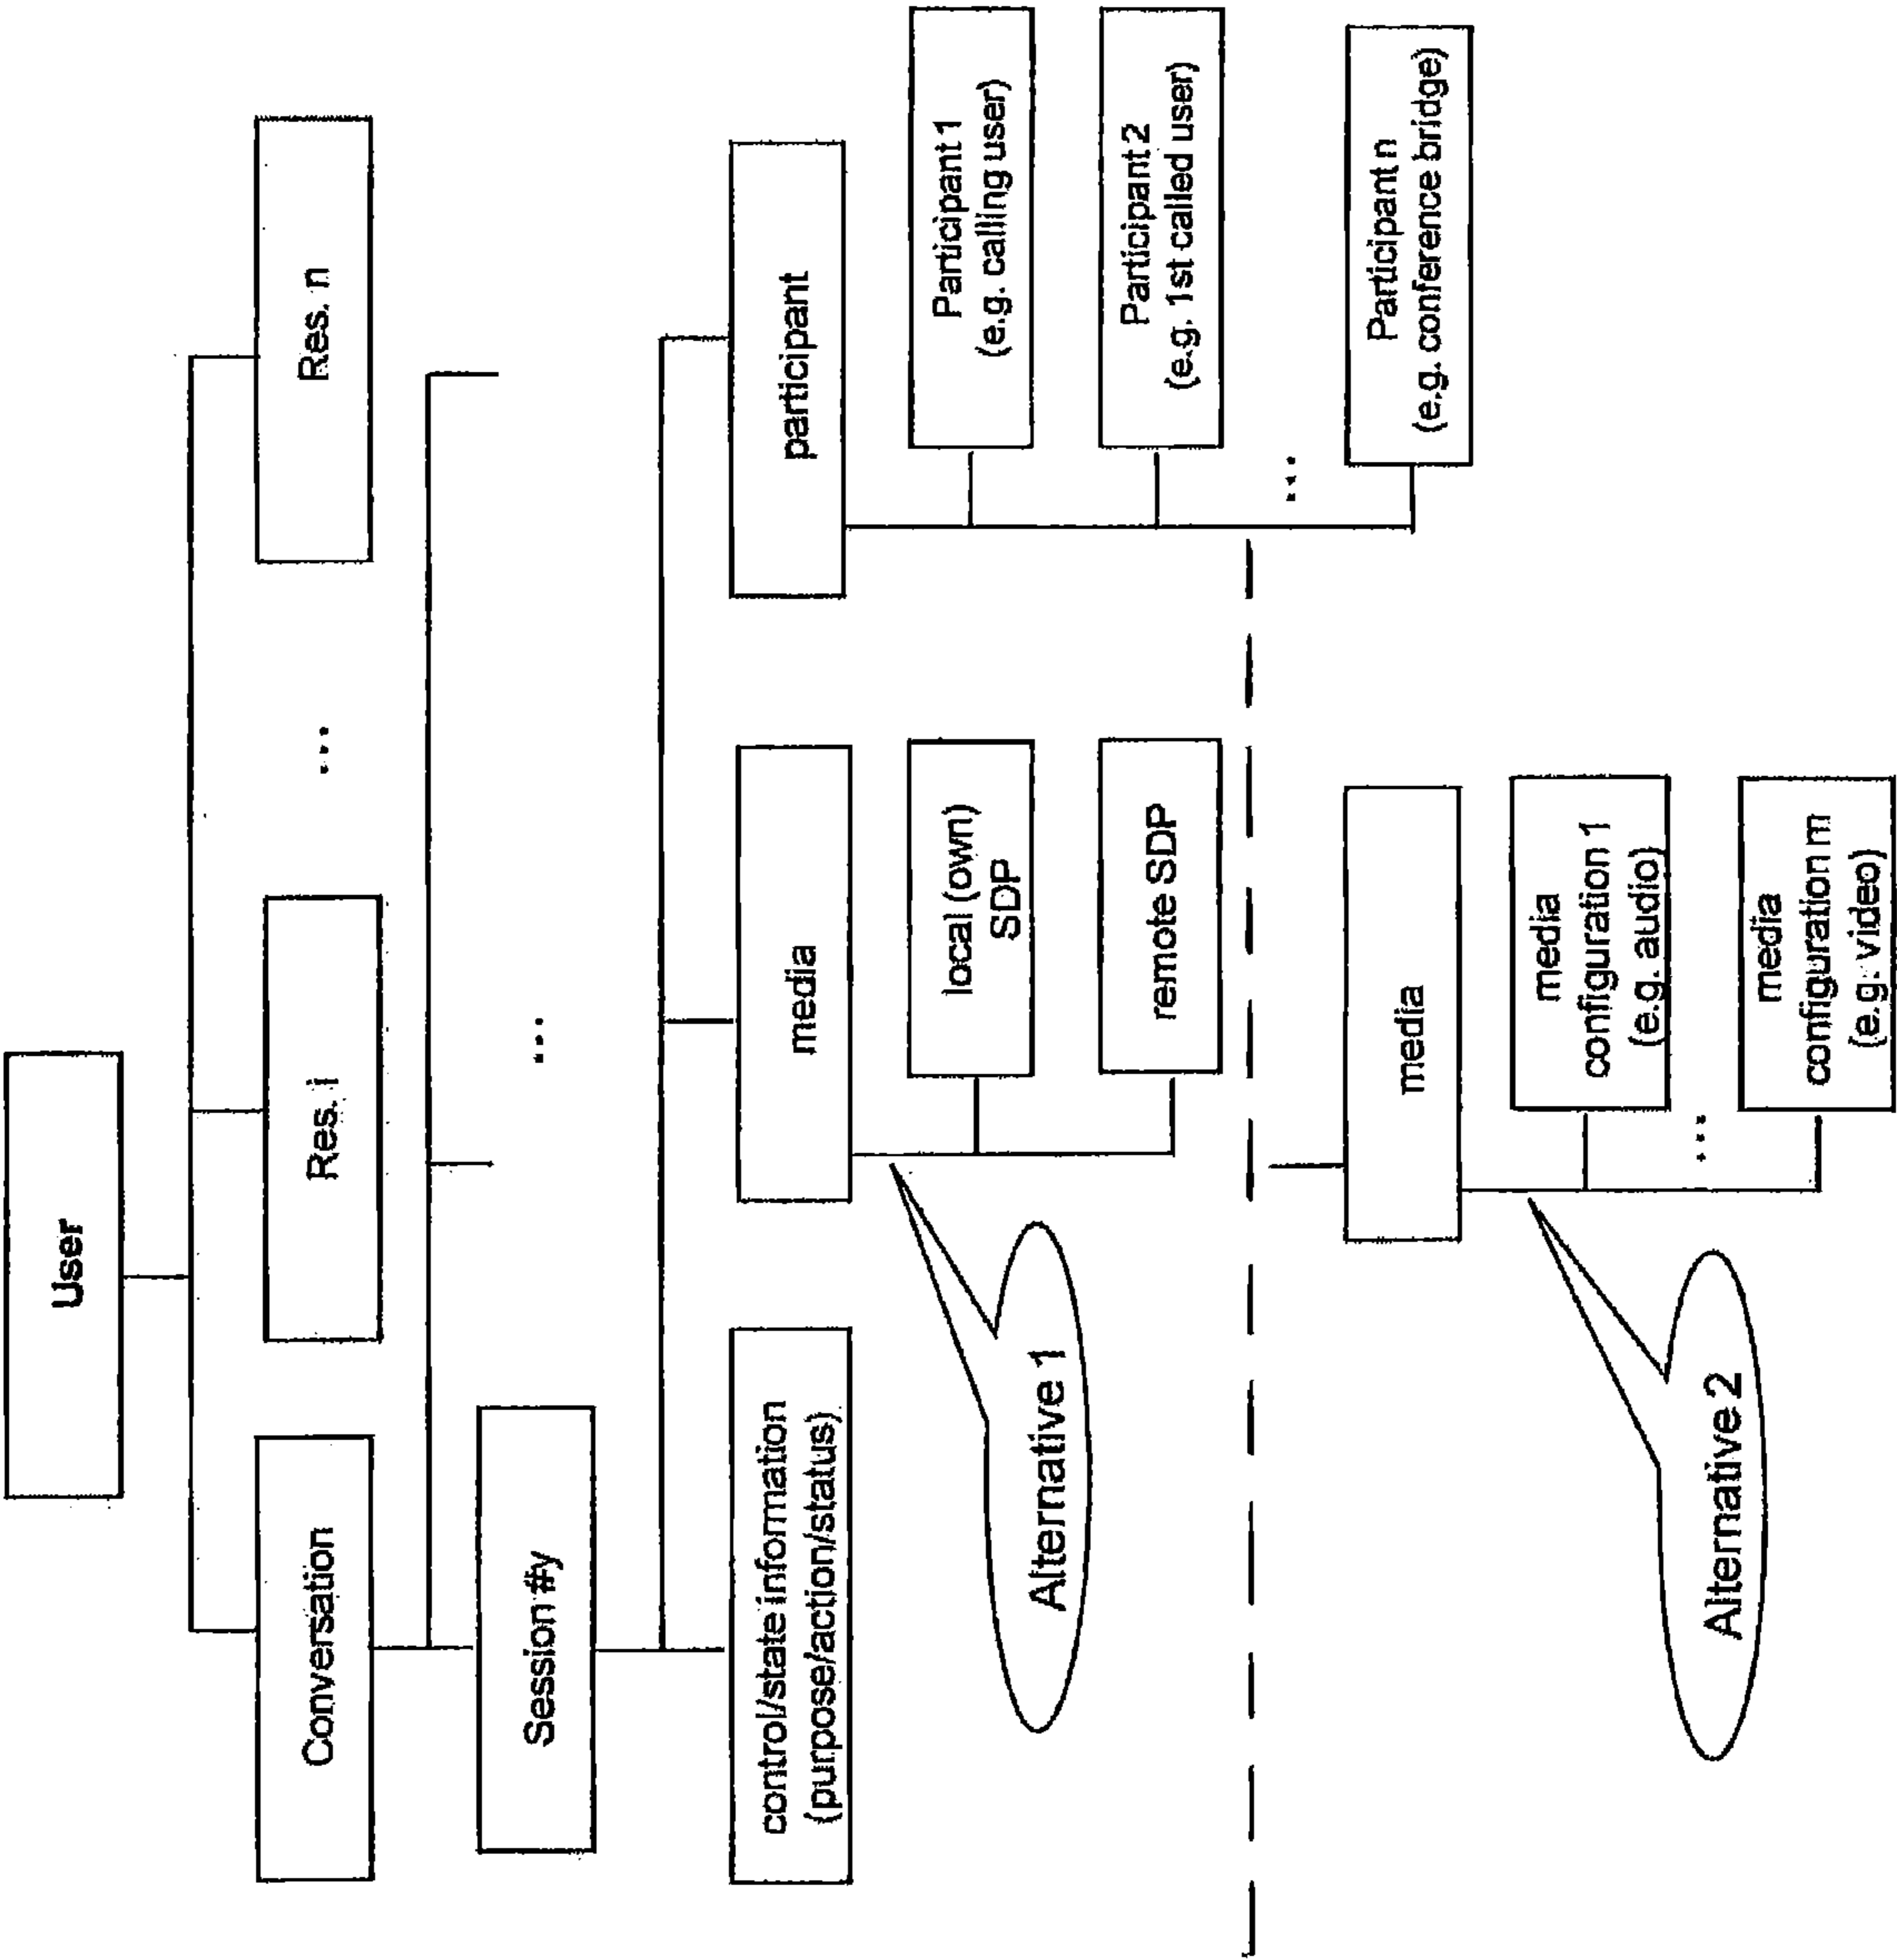 User
Conversation
Res. i
...
Res. n
Session #y
...
control/state information
(purpose/action/status)
media
participant
local (own)
SDP
remote SDP
Participant 1
(e.g. calling user)
Participant 2
(e.g. 1st called user)
...
Participant n
(e.g. conference bridge)
Alternative 1
media
media
configuration 1
(e.g. audio)
...
media
configuration m
(e.g. video)
Alternative 2